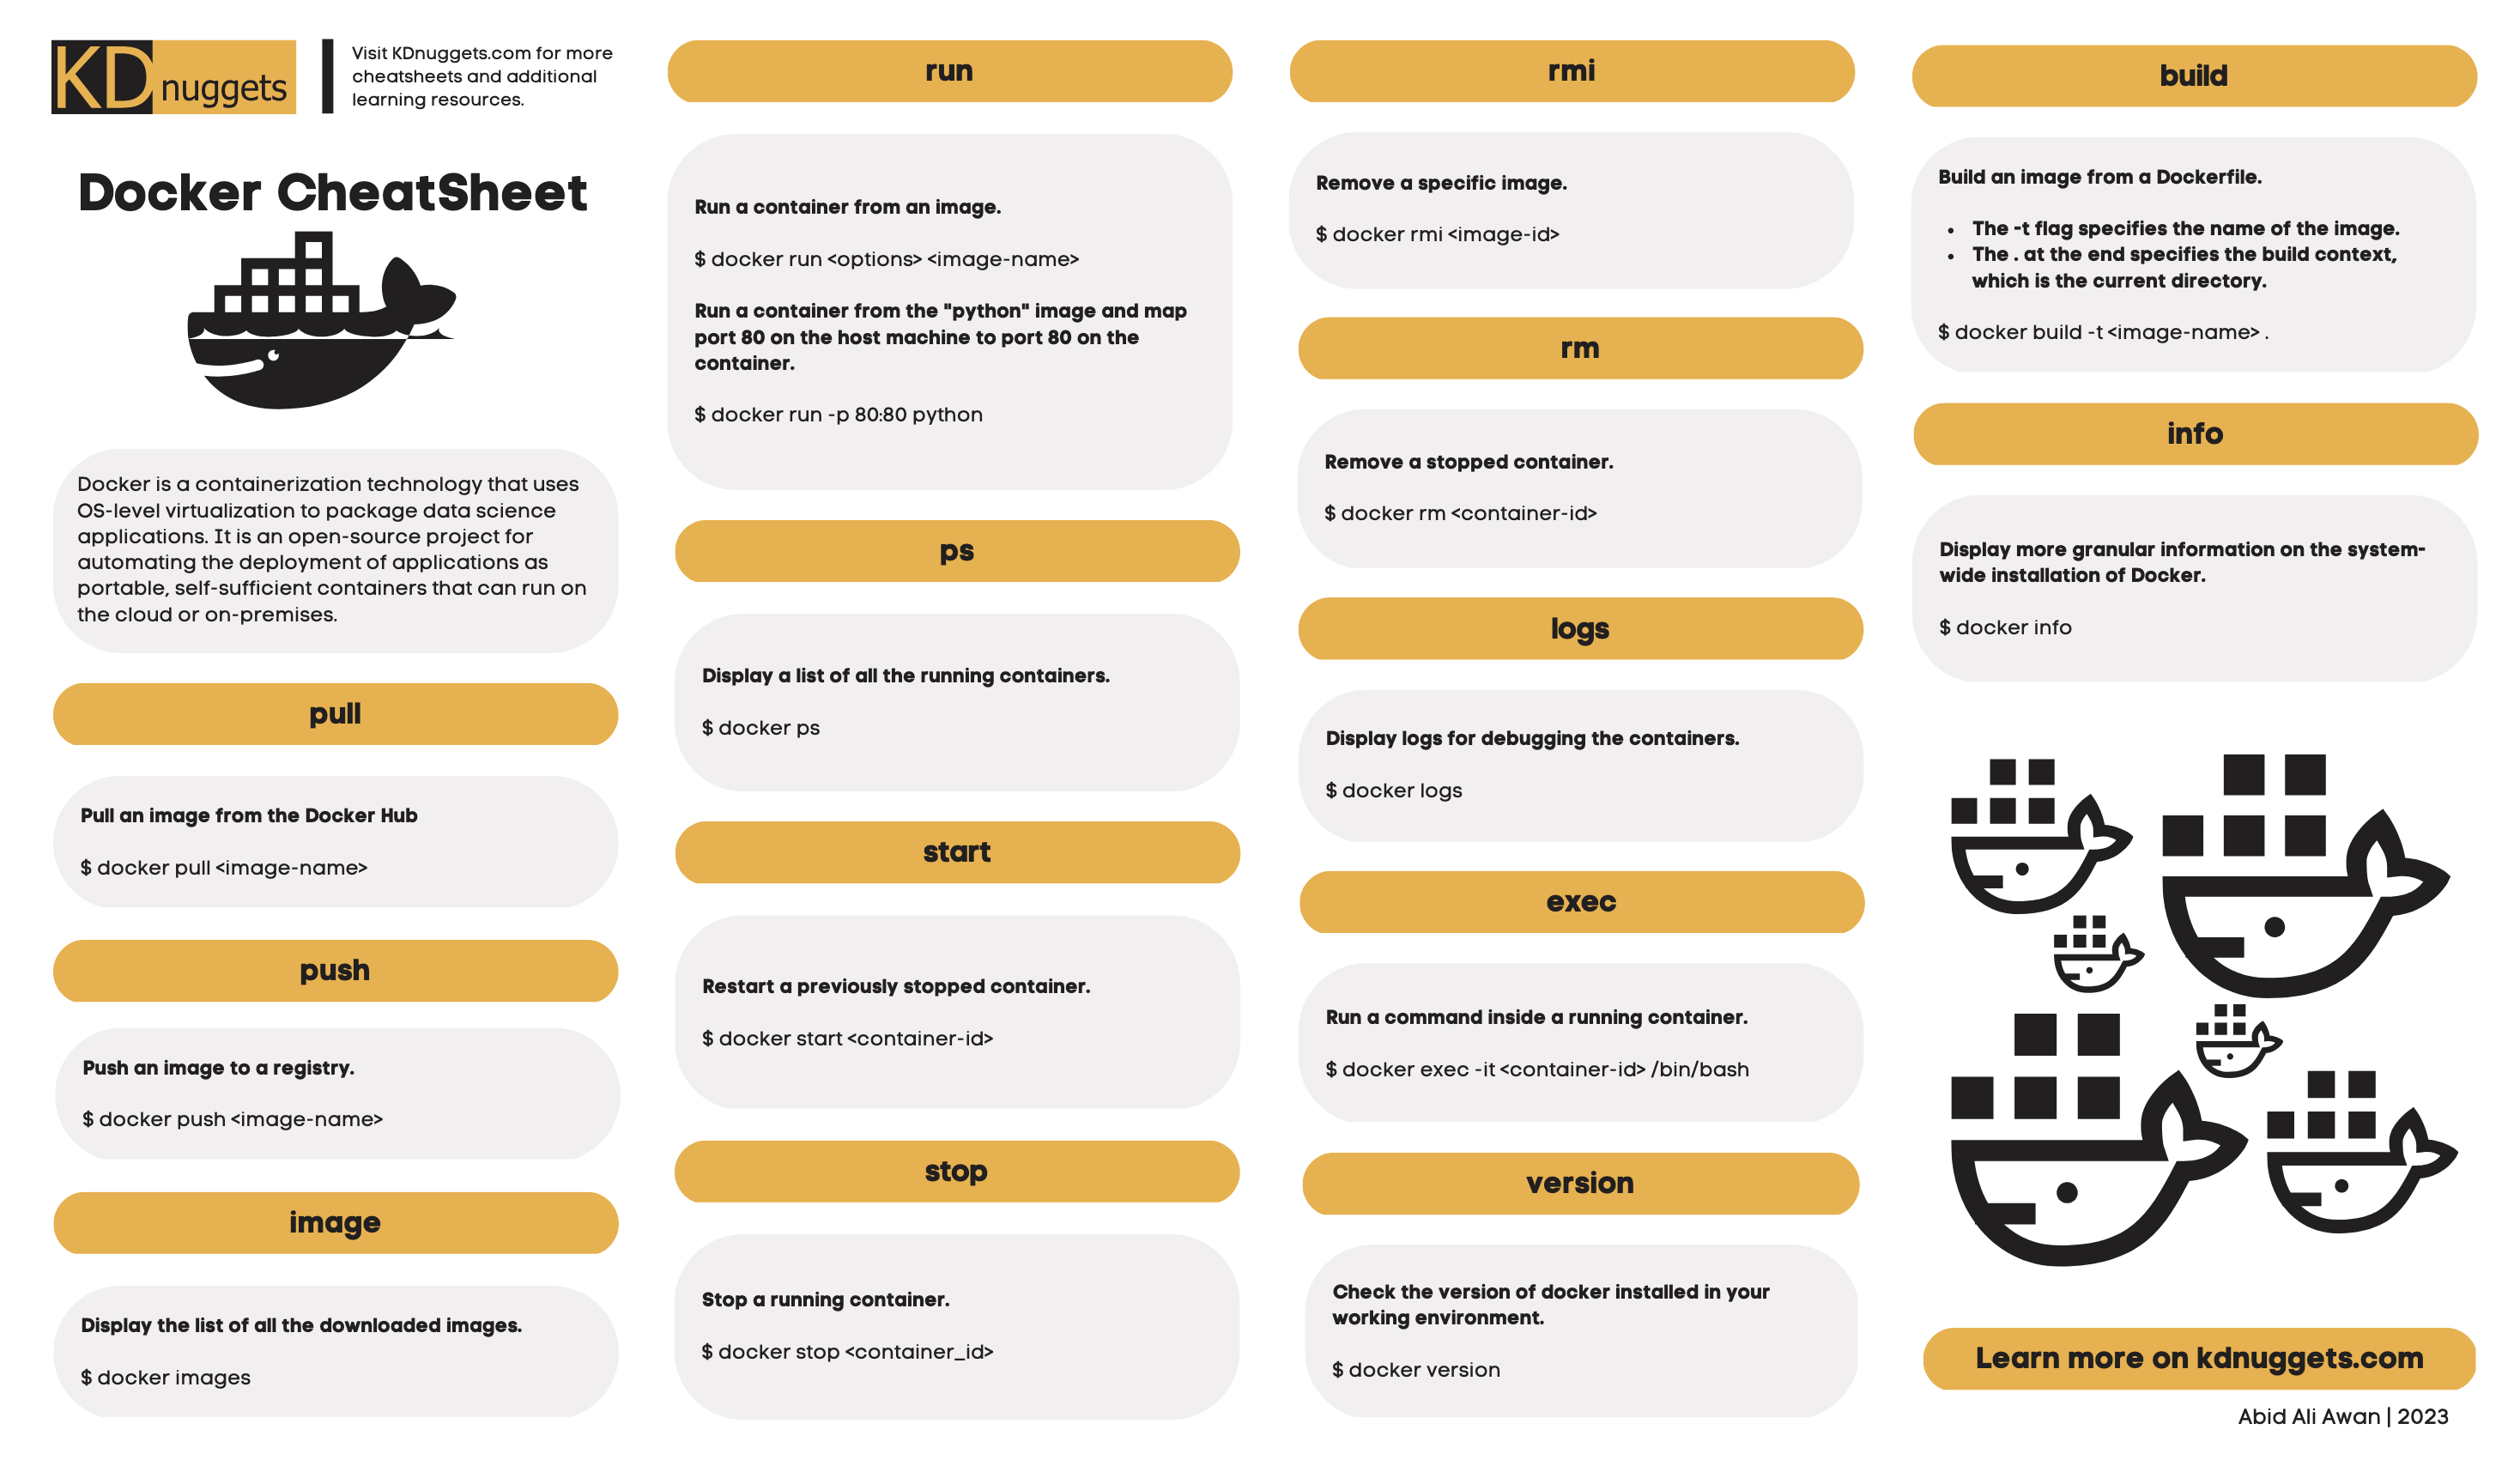 KD nuggets
Visit KDnuggets.com for more
cheatsheets and additional
learning resources.
Docker CheatSheet
Docker is a containerization technology that uses
OS-level virtualization to package data science
applications. It is an open-source project for
automating the deployment of applications as
portable, self-sufficient containers that can run on
the cloud or on-premises.
pull
Pull an image from the Docker Hub
$ docker pull <image-name>
push
Push an image to a registry.
$ docker push <image-name>
image
Display the list of all the downloaded images.
$ docker images
run
Run a container from an image.
$ docker run <options> <image-name>
Run a container from the "python" image and map
port 80 on the host machine to port 80 on the
container.
$ docker run -p 80:80 python
ps
Display a list of all the running containers.
$ docker ps
start
Restart a previously stopped container.
$ docker start <container-id>
stop
Stop a running container.
$ docker stop <container_id>
rmi
Remove a specific image.
$ docker rmi <image-id>
rm
Remove a stopped container.
$ docker rm <container-id>
logs
Display logs for debugging the containers.
$ docker logs
exec
Run a command inside a running container.
$ docker exec -it <container-id> /bin/bash
version
Check the version of docker installed in your
working environment.
$ docker version
build
Build an image from a Dockerfile.
• The -t flag specifies the name of the image.
• The . at the end specifies the build context,
which is the current directory.
$ docker build -t <image-name> .
info
Display more granular information on the system-
wide installation of Docker.
$ docker info
Learn more on kdnuggets.com
Abid Ali Awan | 2023